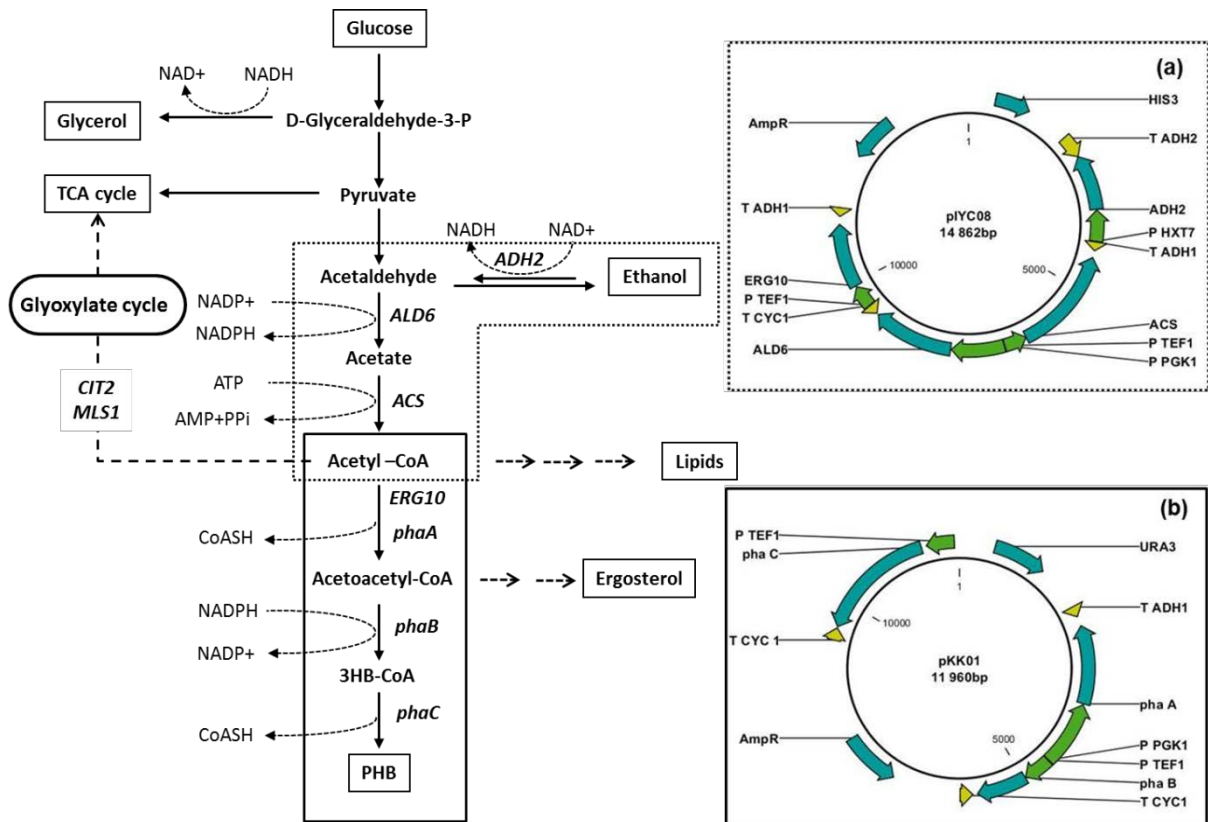 Glucose
NAD+ NADH
Glycerol
D-Glyceraldehyde-3-P
TCA cycle
Pyruvate
NADH NAD+
ADH2
Acetaldehyde
Ethanol
Glyoxylate cycle
NADP+
ALD6
NADPH
Acetate
CIT2
MLS1
ATP
ACS
AMP+PPi
Acetyl –CoA
Lipids
ERG10
CoASH
phaA
Acetoacetyl-CoA
Ergosterol
NADPH
phaB
NADP+
3HB-CoA
phaC
CoASH
PHB
(a)
HIS3
AmpR
1
T ADH2
T ADH1
pIYC08
14 862bp
ADH2
P HXT7
T ADH1
10000
5000
ERG10
P TEF1
T CYC1
ALD6
ACS
P TEF1
P PGK1
(b)
P TEF1
pha C
URA3
1
T ADH1
10000
T CYC 1
pKK01
11 960bp
pha A
AmpR
5000
P PGK1
P TEF1
pha B
T CYC1